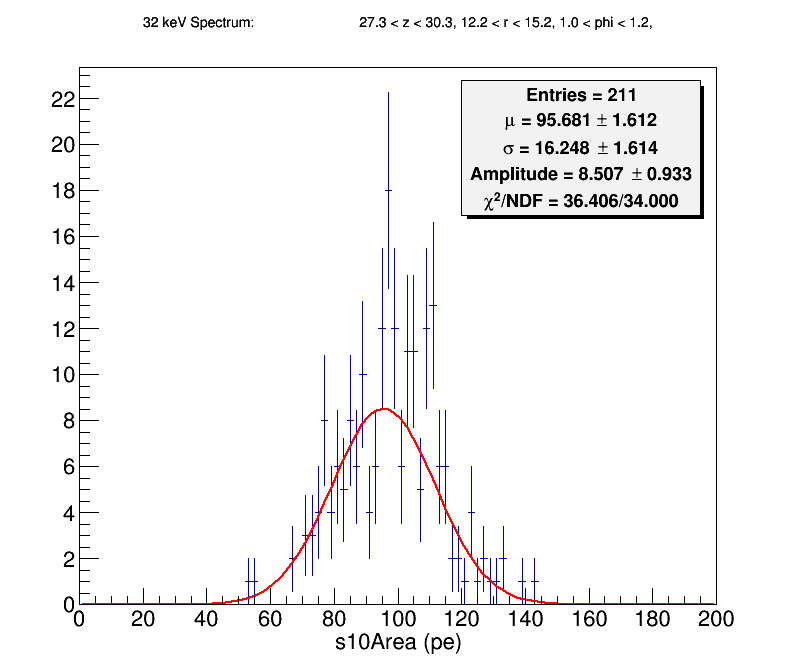 32 keV Spectrum: 27.3 < z < 30.3, 12.2 < r < 15.2, 1.0 < phi < 1.2,
Entries = 211
μ = 95.681 ± 1.612
σ = 16.248 ± 1.614
Amplitude = 8.507 ± 0.933
χ²/NDF = 36.406/34.000
22
20
18
16
14
12
10
8
6
4
2
0
0 20 40 60 80 100 120 140 160 180 200
s10Area (pe)